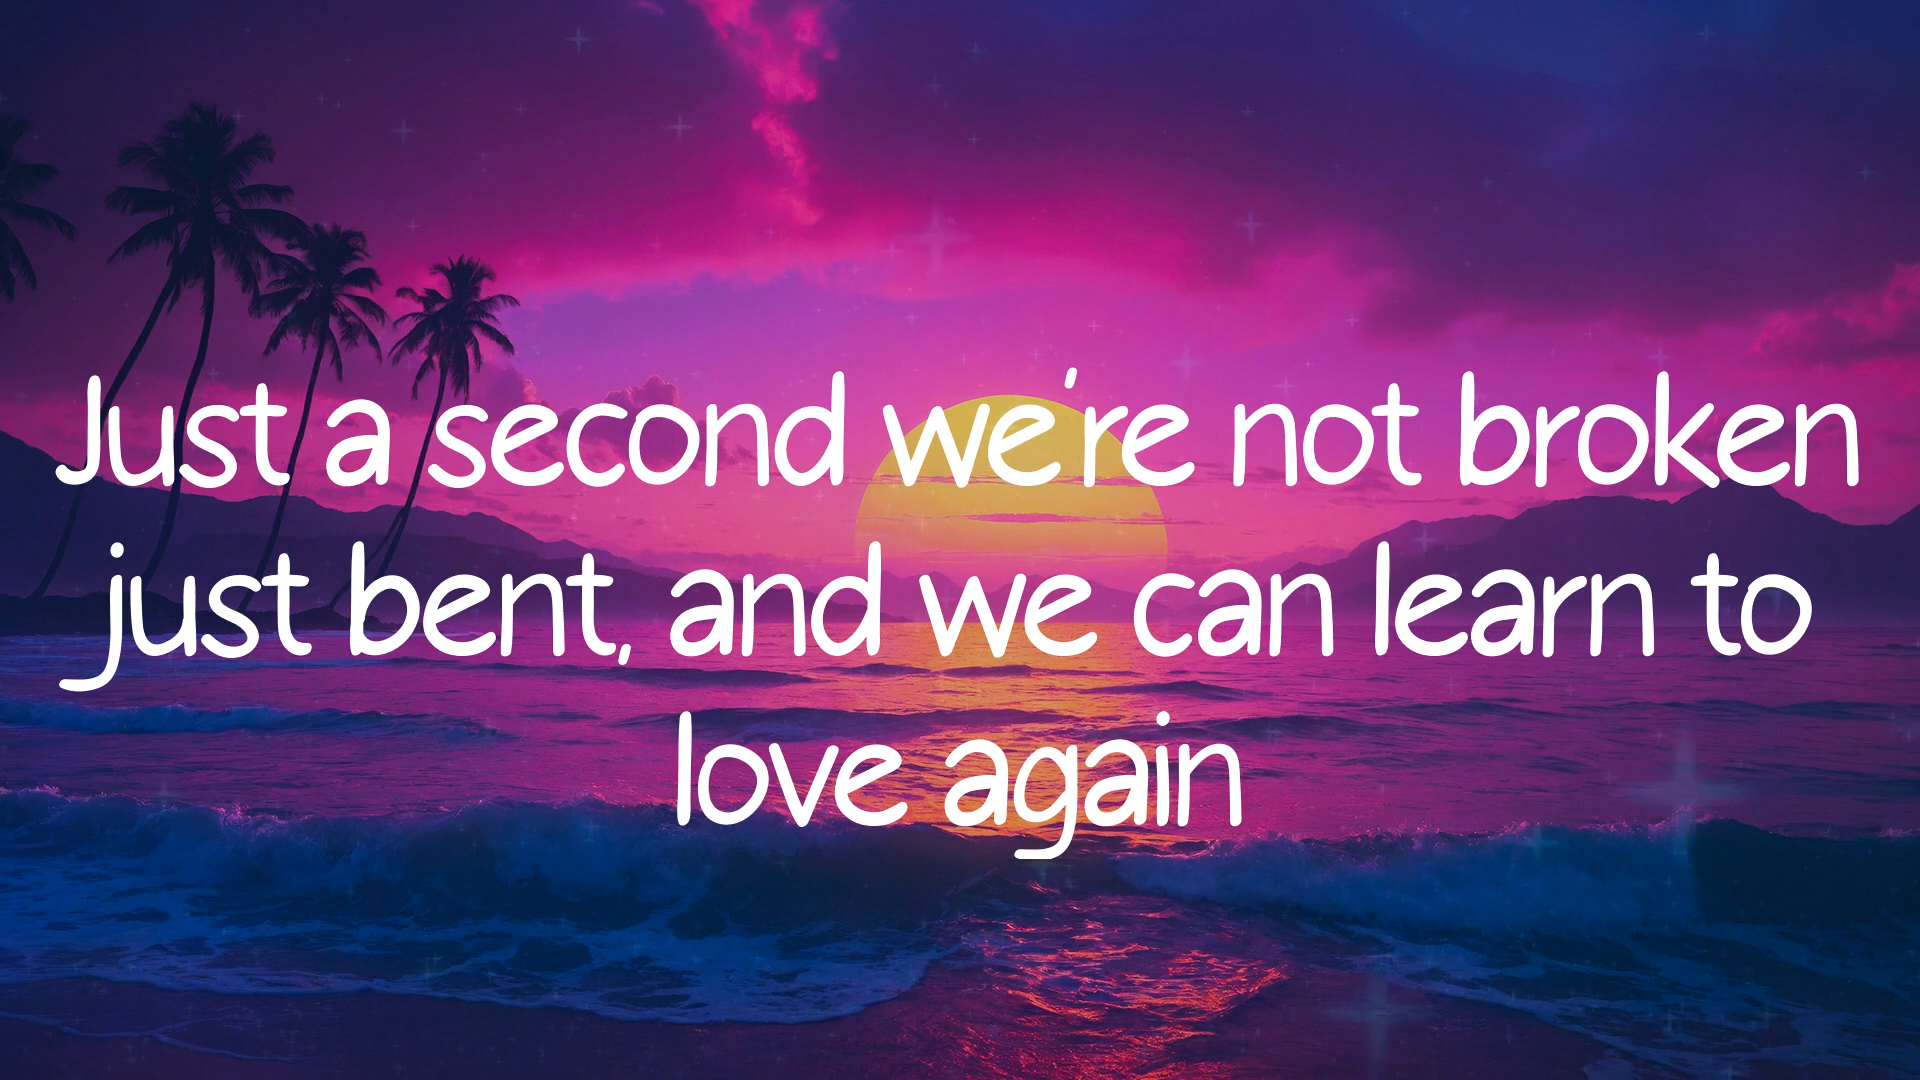 Just a second we're not broken
just bent, and we can learn to
love again